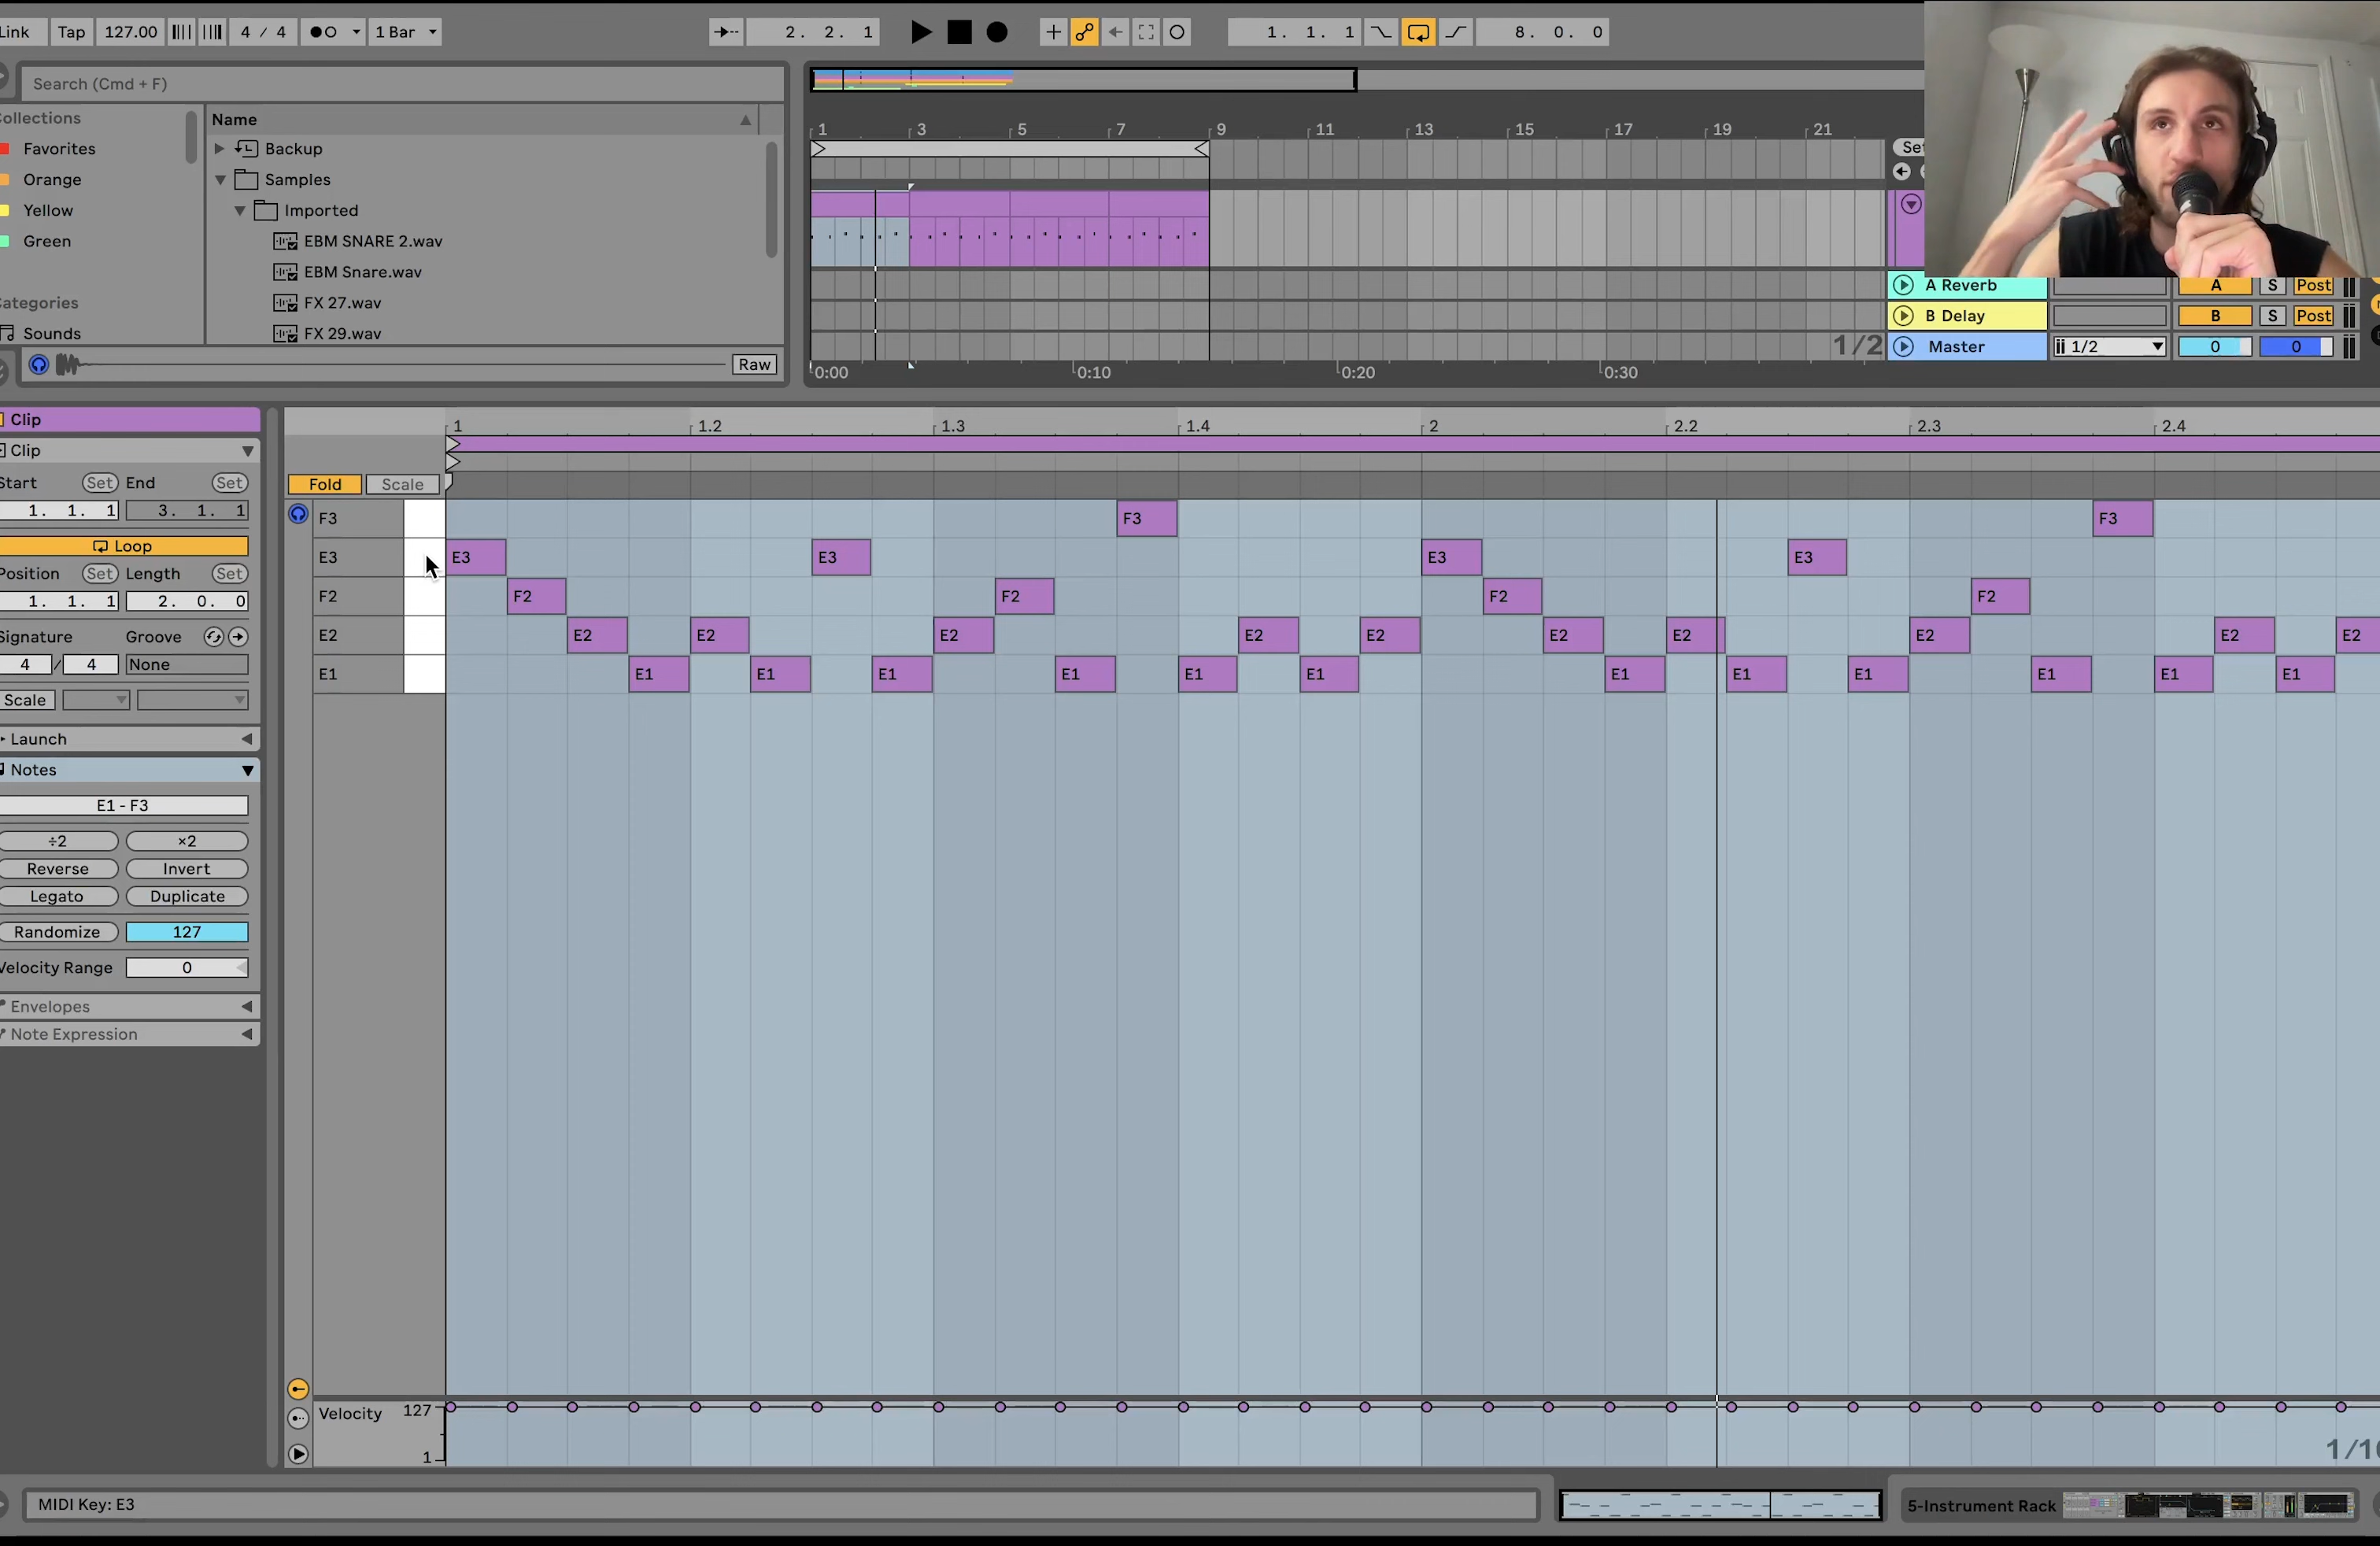 Link Tap 127.00 4 / 4 1 Bar 2. 2. 1 1. 1. 1 8. 0. 0
Search (Cmd + F)
Collections
Favorites
Orange
Yellow
Green
Categories
Sounds
Name
Backup
Samples
Imported
EBM SNARE 2.wav
EBM Snare.wav
FX 27.wav
FX 29.wav
Raw
1 3 5 7 9 11 13 15 17 19 21
Set
A Reverb A S Post
B Delay B S Post
1/2 Master 1/2 0 0
0:00 0:10 0:20 0:30
Clip
Clip
Start Set End Set
1. 1. 1 3. 1. 1
Loop
Position Set Length Set
1. 1. 1 2. 0. 0
Signature Groove
4 / 4 None
Scale
Launch
Notes
E1 - F3
÷2 ×2
Reverse Invert
Legato Duplicate
Randomize 127
Velocity Range 0
Envelopes
Note Expression
1 1.2 1.3 1.4 2 2.2 2.3 2.4
Fold Scale
F3 F3 F3
E3 E3 E3 E3 E3
F2 F2 F2 F2 F2
E2 E2 E2 E2 E2 E2 E2 E2 E2 E2 E2
E1 E1 E1 E1 E1 E1 E1 E1 E1 E1 E1 E1 E1
Velocity 127
1
MIDI Key: E3
5-Instrument Rack